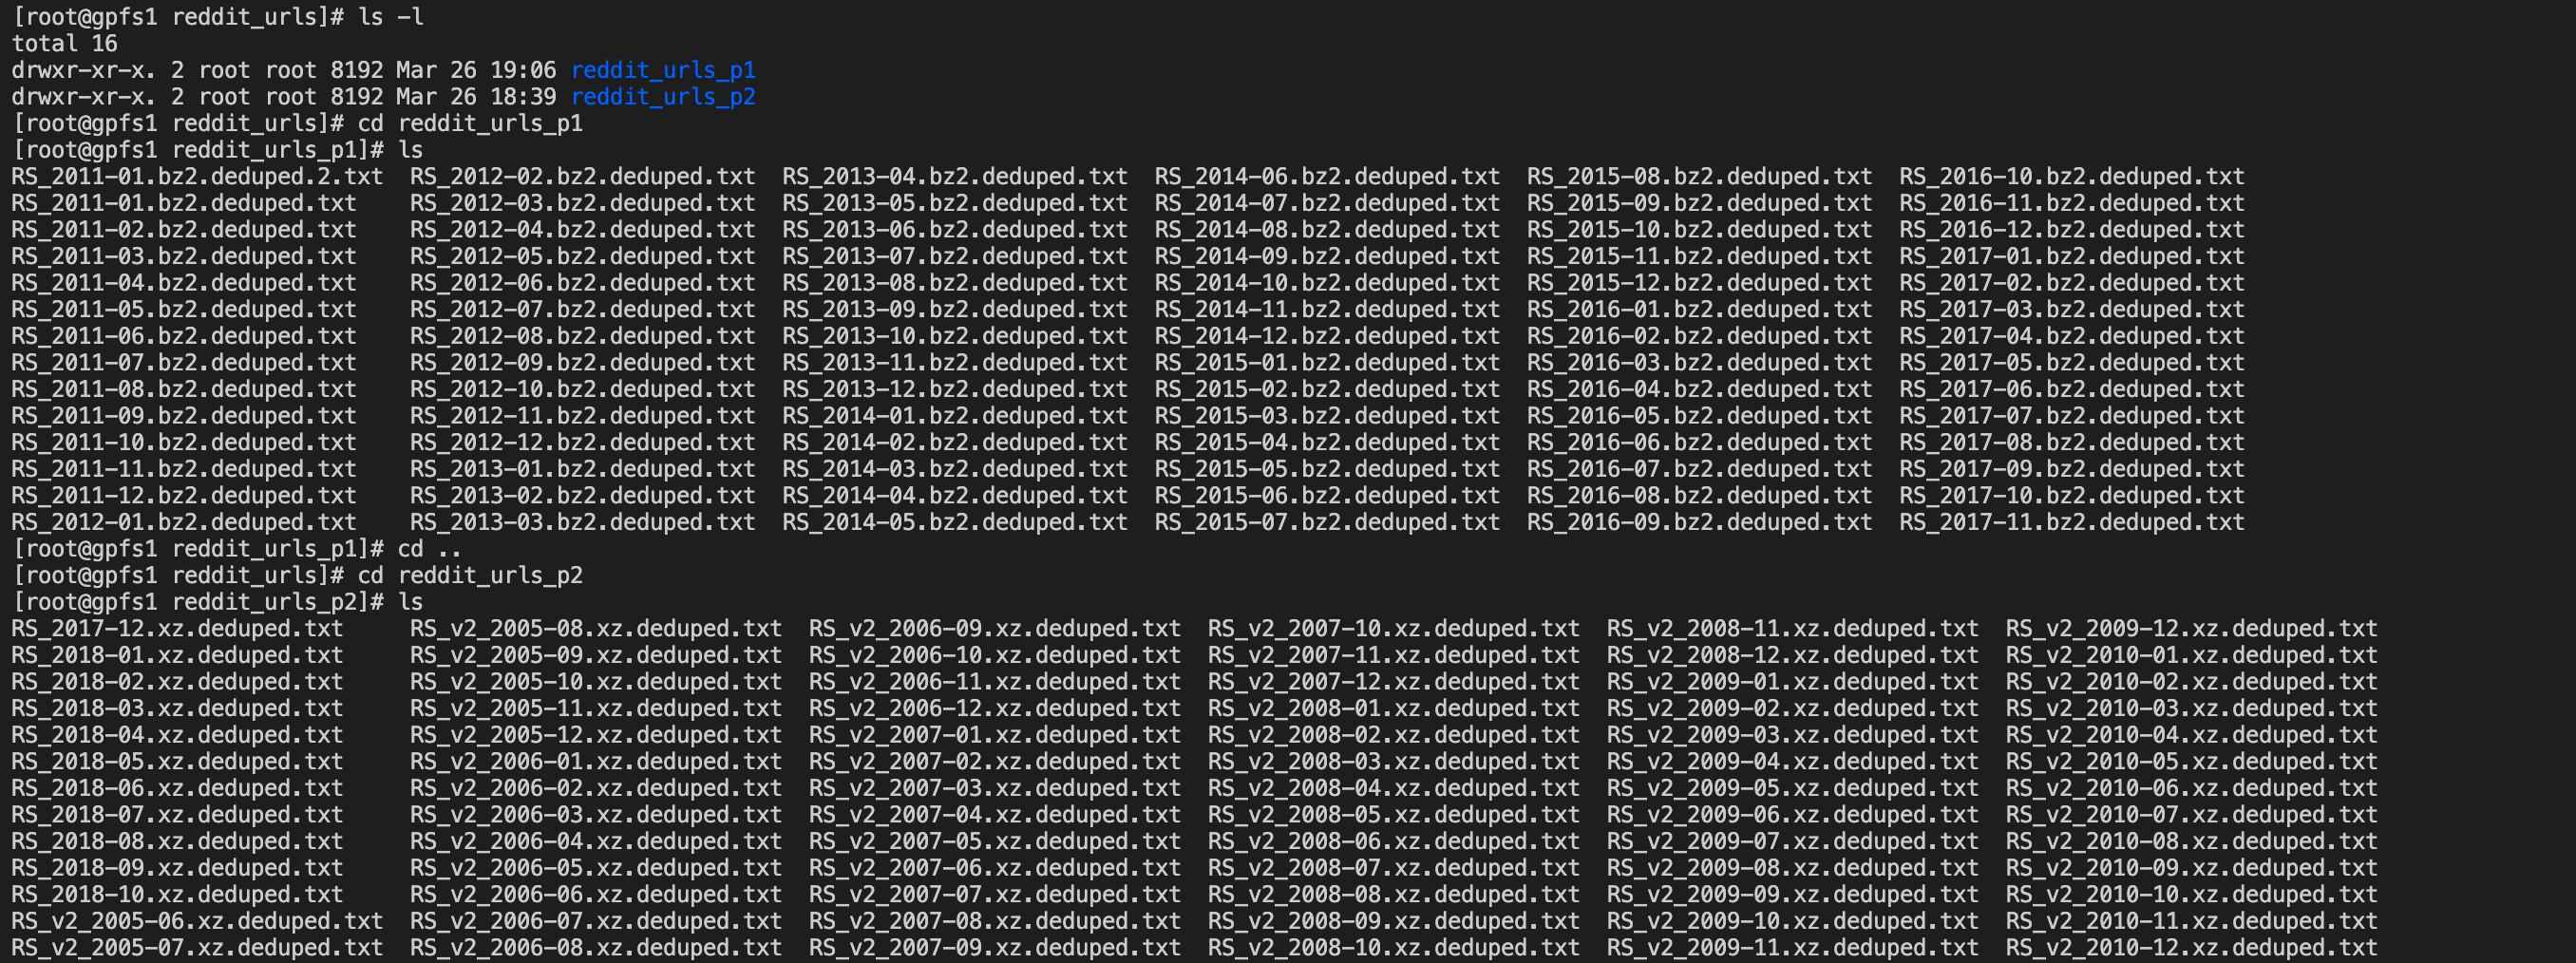 [root@gpfs1 reddit_urls]# ls -l
total 16
drwxr-xr-x. 2 root root 8192 Mar 26 19:06 reddit_urls_p1
drwxr-xr-x. 2 root root 8192 Mar 26 18:39 reddit_urls_p2
[root@gpfs1 reddit_urls]# cd reddit_urls_p1
[root@gpfs1 reddit_urls_p1]# ls
RS_2011-01.bz2.deduped.2.txt  RS_2012-02.bz2.deduped.txt  RS_2013-04.bz2.deduped.txt  RS_2014-06.bz2.deduped.txt  RS_2015-08.bz2.deduped.txt  RS_2016-10.bz2.deduped.txt
RS_2011-01.bz2.deduped.txt    RS_2012-03.bz2.deduped.txt  RS_2013-05.bz2.deduped.txt  RS_2014-07.bz2.deduped.txt  RS_2015-09.bz2.deduped.txt  RS_2016-11.bz2.deduped.txt
RS_2011-02.bz2.deduped.txt    RS_2012-04.bz2.deduped.txt  RS_2013-06.bz2.deduped.txt  RS_2014-08.bz2.deduped.txt  RS_2015-10.bz2.deduped.txt  RS_2016-12.bz2.deduped.txt
RS_2011-03.bz2.deduped.txt    RS_2012-05.bz2.deduped.txt  RS_2013-07.bz2.deduped.txt  RS_2014-09.bz2.deduped.txt  RS_2015-11.bz2.deduped.txt  RS_2017-01.bz2.deduped.txt
RS_2011-04.bz2.deduped.txt    RS_2012-06.bz2.deduped.txt  RS_2013-08.bz2.deduped.txt  RS_2014-10.bz2.deduped.txt  RS_2015-12.bz2.deduped.txt  RS_2017-02.bz2.deduped.txt
RS_2011-05.bz2.deduped.txt    RS_2012-07.bz2.deduped.txt  RS_2013-09.bz2.deduped.txt  RS_2014-11.bz2.deduped.txt  RS_2016-01.bz2.deduped.txt  RS_2017-03.bz2.deduped.txt
RS_2011-06.bz2.deduped.txt    RS_2012-08.bz2.deduped.txt  RS_2013-10.bz2.deduped.txt  RS_2014-12.bz2.deduped.txt  RS_2016-02.bz2.deduped.txt  RS_2017-04.bz2.deduped.txt
RS_2011-07.bz2.deduped.txt    RS_2012-09.bz2.deduped.txt  RS_2013-11.bz2.deduped.txt  RS_2015-01.bz2.deduped.txt  RS_2016-03.bz2.deduped.txt  RS_2017-05.bz2.deduped.txt
RS_2011-08.bz2.deduped.txt    RS_2012-10.bz2.deduped.txt  RS_2013-12.bz2.deduped.txt  RS_2015-02.bz2.deduped.txt  RS_2016-04.bz2.deduped.txt  RS_2017-06.bz2.deduped.txt
RS_2011-09.bz2.deduped.txt    RS_2012-11.bz2.deduped.txt  RS_2014-01.bz2.deduped.txt  RS_2015-03.bz2.deduped.txt  RS_2016-05.bz2.deduped.txt  RS_2017-07.bz2.deduped.txt
RS_2011-10.bz2.deduped.txt    RS_2012-12.bz2.deduped.txt  RS_2014-02.bz2.deduped.txt  RS_2015-04.bz2.deduped.txt  RS_2016-06.bz2.deduped.txt  RS_2017-08.bz2.deduped.txt
RS_2011-11.bz2.deduped.txt    RS_2013-01.bz2.deduped.txt  RS_2014-03.bz2.deduped.txt  RS_2015-05.bz2.deduped.txt  RS_2016-07.bz2.deduped.txt  RS_2017-09.bz2.deduped.txt
RS_2011-12.bz2.deduped.txt    RS_2013-02.bz2.deduped.txt  RS_2014-04.bz2.deduped.txt  RS_2015-06.bz2.deduped.txt  RS_2016-08.bz2.deduped.txt  RS_2017-10.bz2.deduped.txt
RS_2012-01.bz2.deduped.txt    RS_2013-03.bz2.deduped.txt  RS_2014-05.bz2.deduped.txt  RS_2015-07.bz2.deduped.txt  RS_2016-09.bz2.deduped.txt  RS_2017-11.bz2.deduped.txt
[root@gpfs1 reddit_urls_p1]# cd ..
[root@gpfs1 reddit_urls]# cd reddit_urls_p2
[root@gpfs1 reddit_urls_p2]# ls
RS_2017-12.xz.deduped.txt     RS_v2_2005-08.xz.deduped.txt  RS_v2_2006-09.xz.deduped.txt  RS_v2_2007-10.xz.deduped.txt  RS_v2_2008-11.xz.deduped.txt  RS_v2_2009-12.xz.deduped.txt
RS_2018-01.xz.deduped.txt     RS_v2_2005-09.xz.deduped.txt  RS_v2_2006-10.xz.deduped.txt  RS_v2_2007-11.xz.deduped.txt  RS_v2_2008-12.xz.deduped.txt  RS_v2_2010-01.xz.deduped.txt
RS_2018-02.xz.deduped.txt     RS_v2_2005-10.xz.deduped.txt  RS_v2_2006-11.xz.deduped.txt  RS_v2_2007-12.xz.deduped.txt  RS_v2_2009-01.xz.deduped.txt  RS_v2_2010-02.xz.deduped.txt
RS_2018-03.xz.deduped.txt     RS_v2_2005-11.xz.deduped.txt  RS_v2_2006-12.xz.deduped.txt  RS_v2_2008-01.xz.deduped.txt  RS_v2_2009-02.xz.deduped.txt  RS_v2_2010-03.xz.deduped.txt
RS_2018-04.xz.deduped.txt     RS_v2_2005-12.xz.deduped.txt  RS_v2_2007-01.xz.deduped.txt  RS_v2_2008-02.xz.deduped.txt  RS_v2_2009-03.xz.deduped.txt  RS_v2_2010-04.xz.deduped.txt
RS_2018-05.xz.deduped.txt     RS_v2_2006-01.xz.deduped.txt  RS_v2_2007-02.xz.deduped.txt  RS_v2_2008-03.xz.deduped.txt  RS_v2_2009-04.xz.deduped.txt  RS_v2_2010-05.xz.deduped.txt
RS_2018-06.xz.deduped.txt     RS_v2_2006-02.xz.deduped.txt  RS_v2_2007-03.xz.deduped.txt  RS_v2_2008-04.xz.deduped.txt  RS_v2_2009-05.xz.deduped.txt  RS_v2_2010-06.xz.deduped.txt
RS_2018-07.xz.deduped.txt     RS_v2_2006-03.xz.deduped.txt  RS_v2_2007-04.xz.deduped.txt  RS_v2_2008-05.xz.deduped.txt  RS_v2_2009-06.xz.deduped.txt  RS_v2_2010-07.xz.deduped.txt
RS_2018-08.xz.deduped.txt     RS_v2_2006-04.xz.deduped.txt  RS_v2_2007-05.xz.deduped.txt  RS_v2_2008-06.xz.deduped.txt  RS_v2_2009-07.xz.deduped.txt  RS_v2_2010-08.xz.deduped.txt
RS_2018-09.xz.deduped.txt     RS_v2_2006-05.xz.deduped.txt  RS_v2_2007-06.xz.deduped.txt  RS_v2_2008-07.xz.deduped.txt  RS_v2_2009-08.xz.deduped.txt  RS_v2_2010-09.xz.deduped.txt
RS_2018-10.xz.deduped.txt     RS_v2_2006-06.xz.deduped.txt  RS_v2_2007-07.xz.deduped.txt  RS_v2_2008-08.xz.deduped.txt  RS_v2_2009-09.xz.deduped.txt  RS_v2_2010-10.xz.deduped.txt
RS_v2_2005-06.xz.deduped.txt  RS_v2_2006-07.xz.deduped.txt  RS_v2_2007-08.xz.deduped.txt  RS_v2_2008-09.xz.deduped.txt  RS_v2_2009-10.xz.deduped.txt  RS_v2_2010-11.xz.deduped.txt
RS_v2_2005-07.xz.deduped.txt  RS_v2_2006-08.xz.deduped.txt  RS_v2_2007-09.xz.deduped.txt  RS_v2_2008-10.xz.deduped.txt  RS_v2_2009-11.xz.deduped.txt  RS_v2_2010-12.xz.deduped.txt